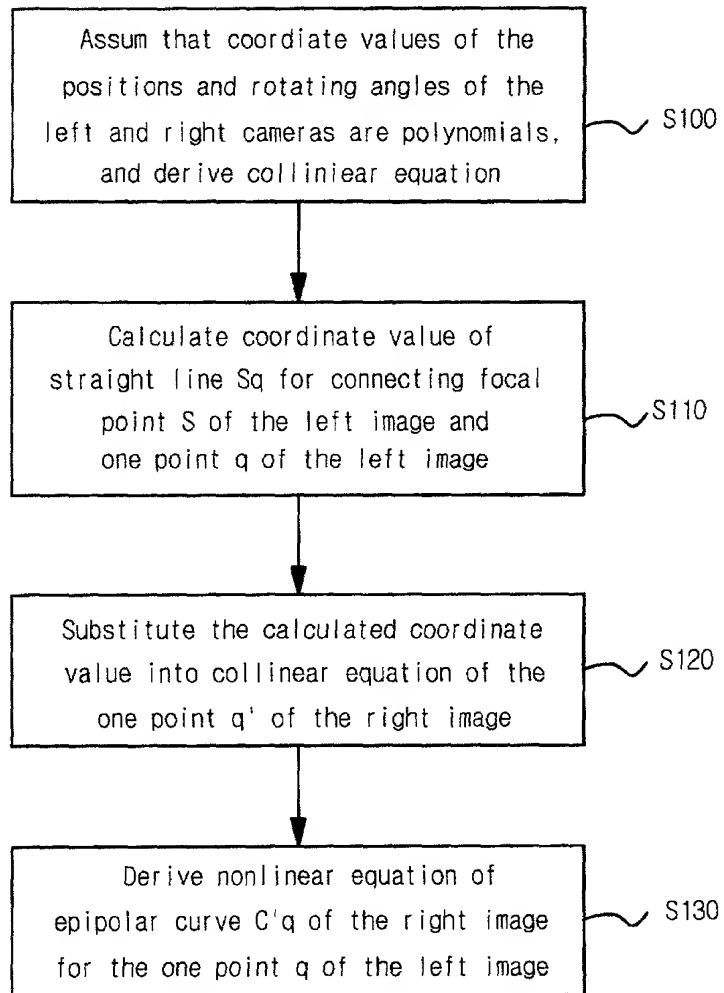 Assum that coordiate values of the
positions and rotating angles of the
left and right cameras are polynomials,
and derive colliniear equation
S100
Calculate coordinate value of
straight line Sq for connecting focal
point S of the left image and
one point q of the left image
S110
Substitute the calculated coordinate
value into collinear equation of the
one point q' of the right image
S120
Derive nonlinear equation of
epipolar curve C'q of the right image
for the one point q of the left image
S130